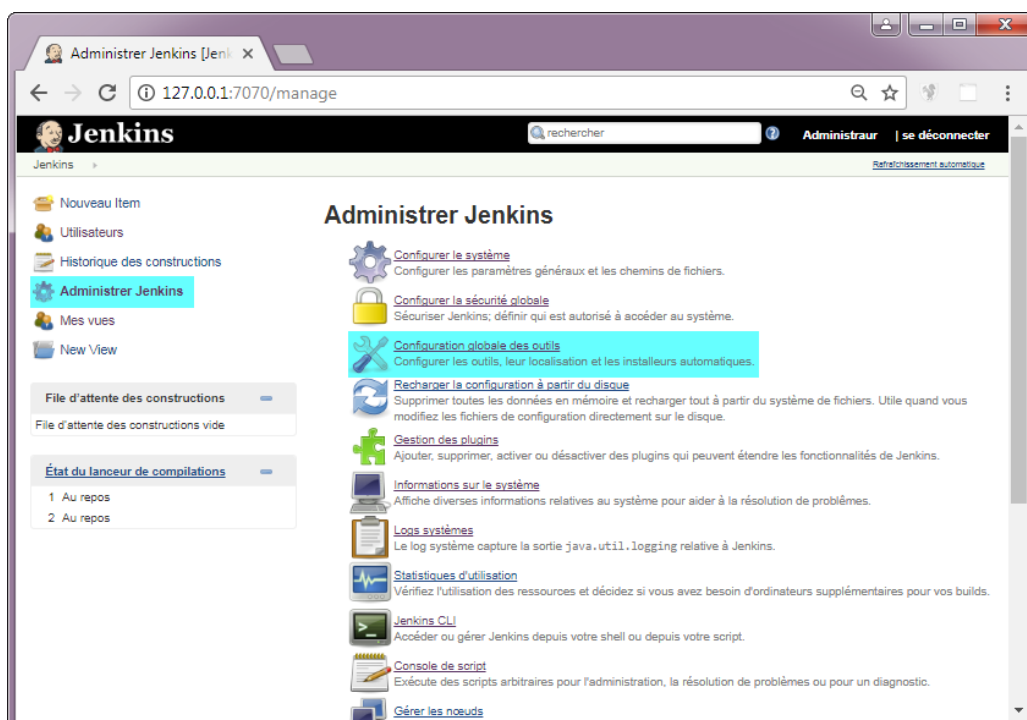 Administrer Jenkins [Jenk
127.0.0.1:7070/manage
Jenkins
rechercher
Administraur | se déconnecter
Jenkins
Rafraîchissement automatique
Nouveau Item
Utilisateurs
Historique des constructions
Administrer Jenkins
Mes vues
New View
File d'attente des constructions
File d'attente des constructions vide
État du lanceur de compilations
1 Au repos
2 Au repos
Administrer Jenkins
Configurer le système
Configurer les paramètres généraux et les chemins de fichiers.
Configurer la sécurité globale
Sécuriser Jenkins; définir qui est autorisé à accéder au système.
Configuration globale des outils
Configurer les outils, leur localisation et les installeurs automatiques.
Recharger la configuration à partir du disque
Supprimer toutes les données en mémoire et recharger tout à partir du système de fichiers. Utile quand vous
modifiez les fichiers de configuration directement sur le disque.
Gestion des plugins
Ajouter, supprimer, activer ou désactiver des plugins qui peuvent étendre les fonctionnalités de Jenkins.
Informations sur le système
Affiche diverses informations relatives au système pour aider à la résolution de problèmes.
Logs systèmes
Le log système capture la sortie java.util.logging relative à Jenkins.
Statistiques d'utilisation
Vérifiez l'utilisation des ressources et décidez si vous avez besoin d'ordinateurs supplémentaires pour vos builds.
Jenkins CLI
Accéder ou gérer Jenkins depuis votre shell ou depuis votre script.
Console de script
Exécute des scripts arbitraires pour l'administration, la résolution de problèmes ou pour un diagnostic.
Gérer les nœuds